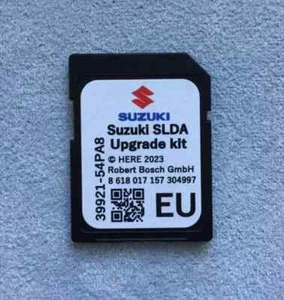 SUZUKI
Suzuki SLDA
Upgrade kit
© HERE 2023
Robert Bosch GmbH
8 618 017 157 304997
39921-54PA8
EU